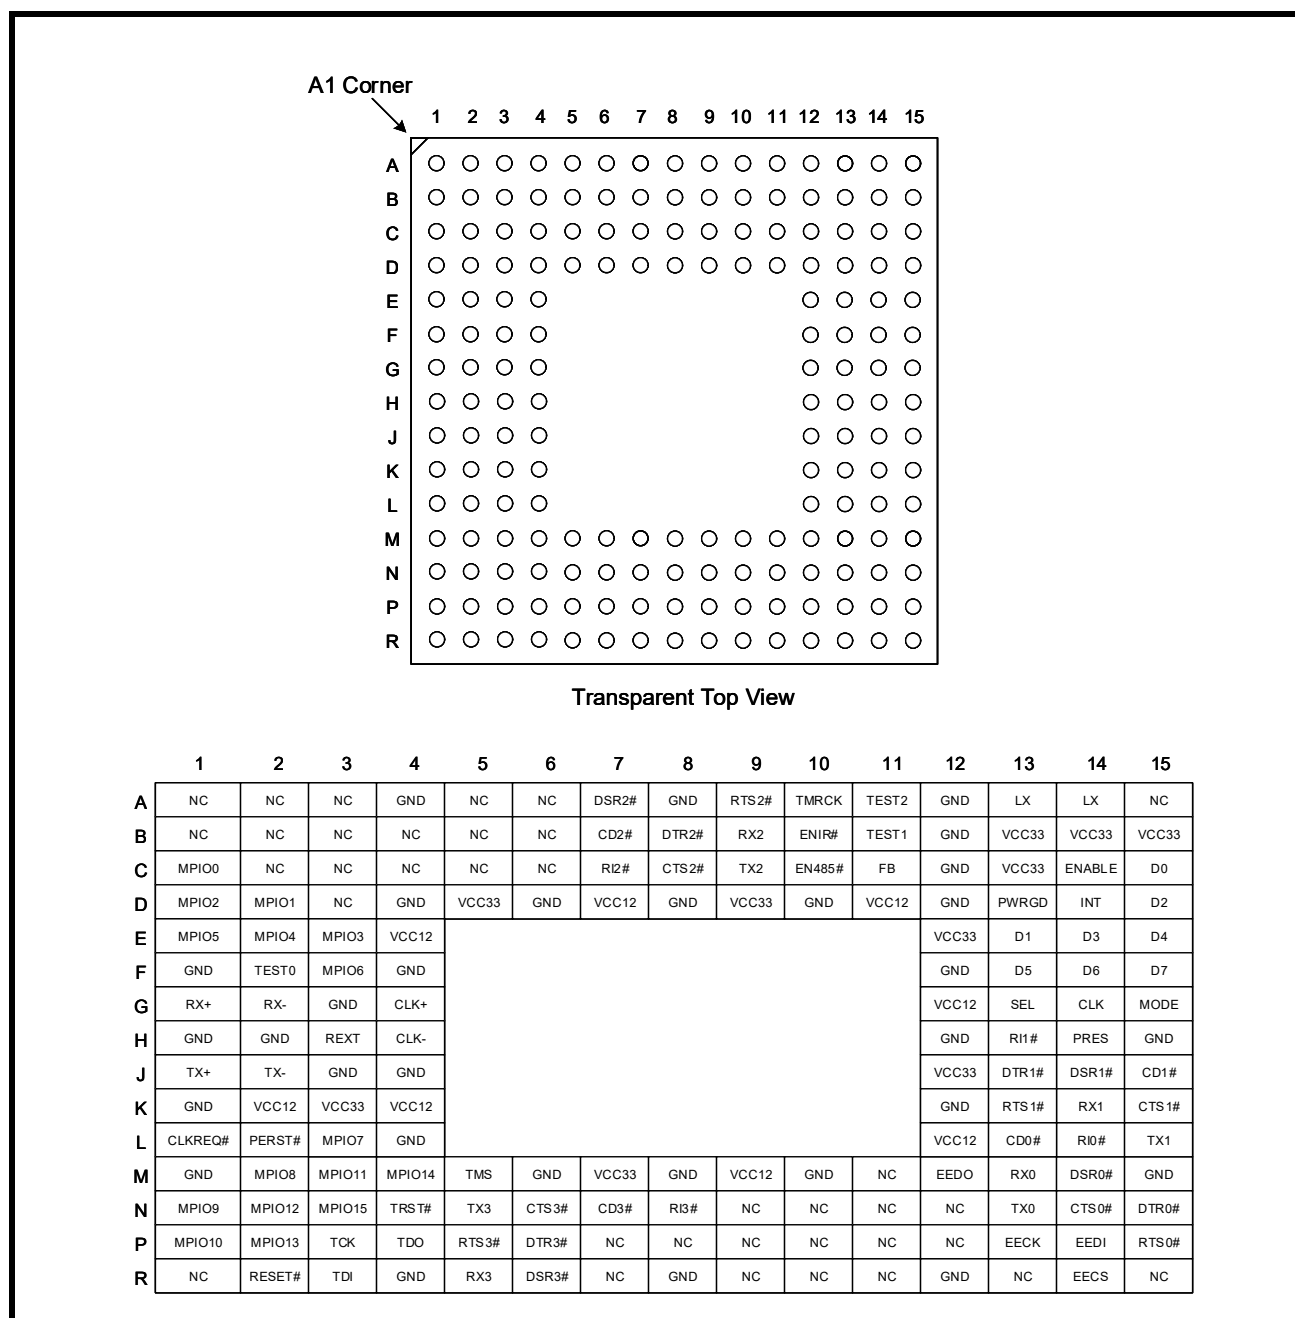 A1 Corner
1 2 3 4 5 6 7 8 9 10 11 12 13 14 15
A
B
C
D
E
F
G
H
J
K
L
M
N
P
R
Transparent Top View
1 2 3 4 5 6 7 8 9 10 11 12 13 14 15
A NC NC NC GND NC NC DSR2# GND RTS2# TMRCK TEST2 GND LX LX NC
B NC NC NC NC NC NC CD2# DTR2# RX2 ENIR# TEST1 GND VCC33 VCC33 VCC33
C MPIO0 NC NC NC NC NC RI2# CTS2# TX2 EN485# FB GND VCC33 ENABLE D0
D MPIO2 MPIO1 NC GND VCC33 GND VCC12 GND VCC33 GND VCC12 GND PWRGD INT D2
E MPIO5 MPIO4 MPIO3 VCC12 VCC33 D1 D3 D4
F GND TEST0 MPIO6 GND GND D5 D6 D7
G RX+ RX- GND CLK+ VCC12 SEL CLK MODE
H GND GND REXT CLK- GND RI1# PRES GND
J TX+ TX- GND GND VCC33 DTR1# DSR1# CD1#
K GND VCC12 VCC33 VCC12 GND RTS1# RX1 CTS1#
L CLKREQ# PERST# MPIO7 GND VCC12 CD0# RI0# TX1
M GND MPIO8 MPIO11 MPIO14 TMS GND VCC33 GND VCC12 GND NC EEDO RX0 DSR0# GND
N MPIO9 MPIO12 MPIO15 TRST# TX3 CTS3# CD3# RI3# NC NC NC NC TX0 CTS0# DTR0#
P MPIO10 MPIO13 TCK TDO RTS3# DTR3# NC NC NC NC NC NC EECK EEDI RTS0#
R NC RESET# TDI GND RX3 DSR3# NC GND NC NC NC GND NC EECS NC